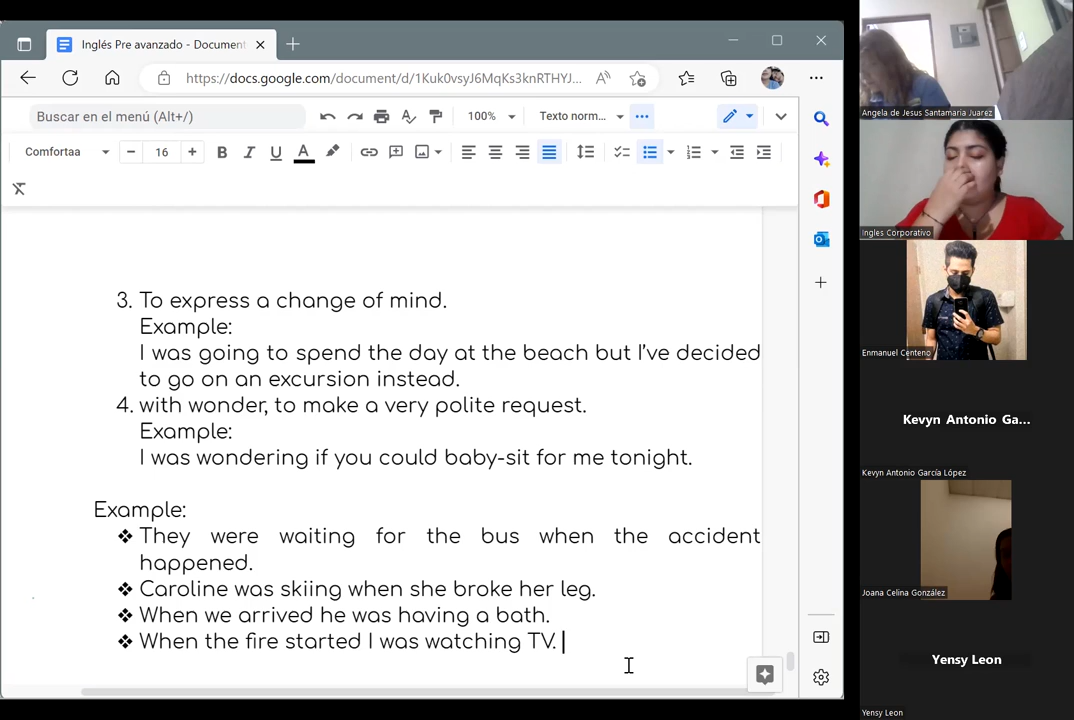 Inglés Pre avanzado - Document
https://docs.google.com/document/d/1Kuk0vsyJ6MqKs3knRTHYJ...
Buscar en el menú (Alt+/)
100%
Texto norm...
Comfortaa
16
B I U A
3. To express a change of mind.
Example:
I was going to spend the day at the beach but I've decided
to go on an excursion instead.
4. with wonder, to make a very polite request.
Example:
I was wondering if you could baby-sit for me tonight.
Example:
❖ They were waiting for the bus when the accident
happened.
❖ Caroline was skiing when she broke her leg.
❖ When we arrived he was having a bath.
❖ When the fire started I was watching TV.
Angela de Jesus Santamaria Juarez
Ingles Corporativo
Enmanuel Centeno
Kevyn Antonio Ga...
Kevyn Antonio García López
Joana Celina González
Yensy Leon
Yensy Leon